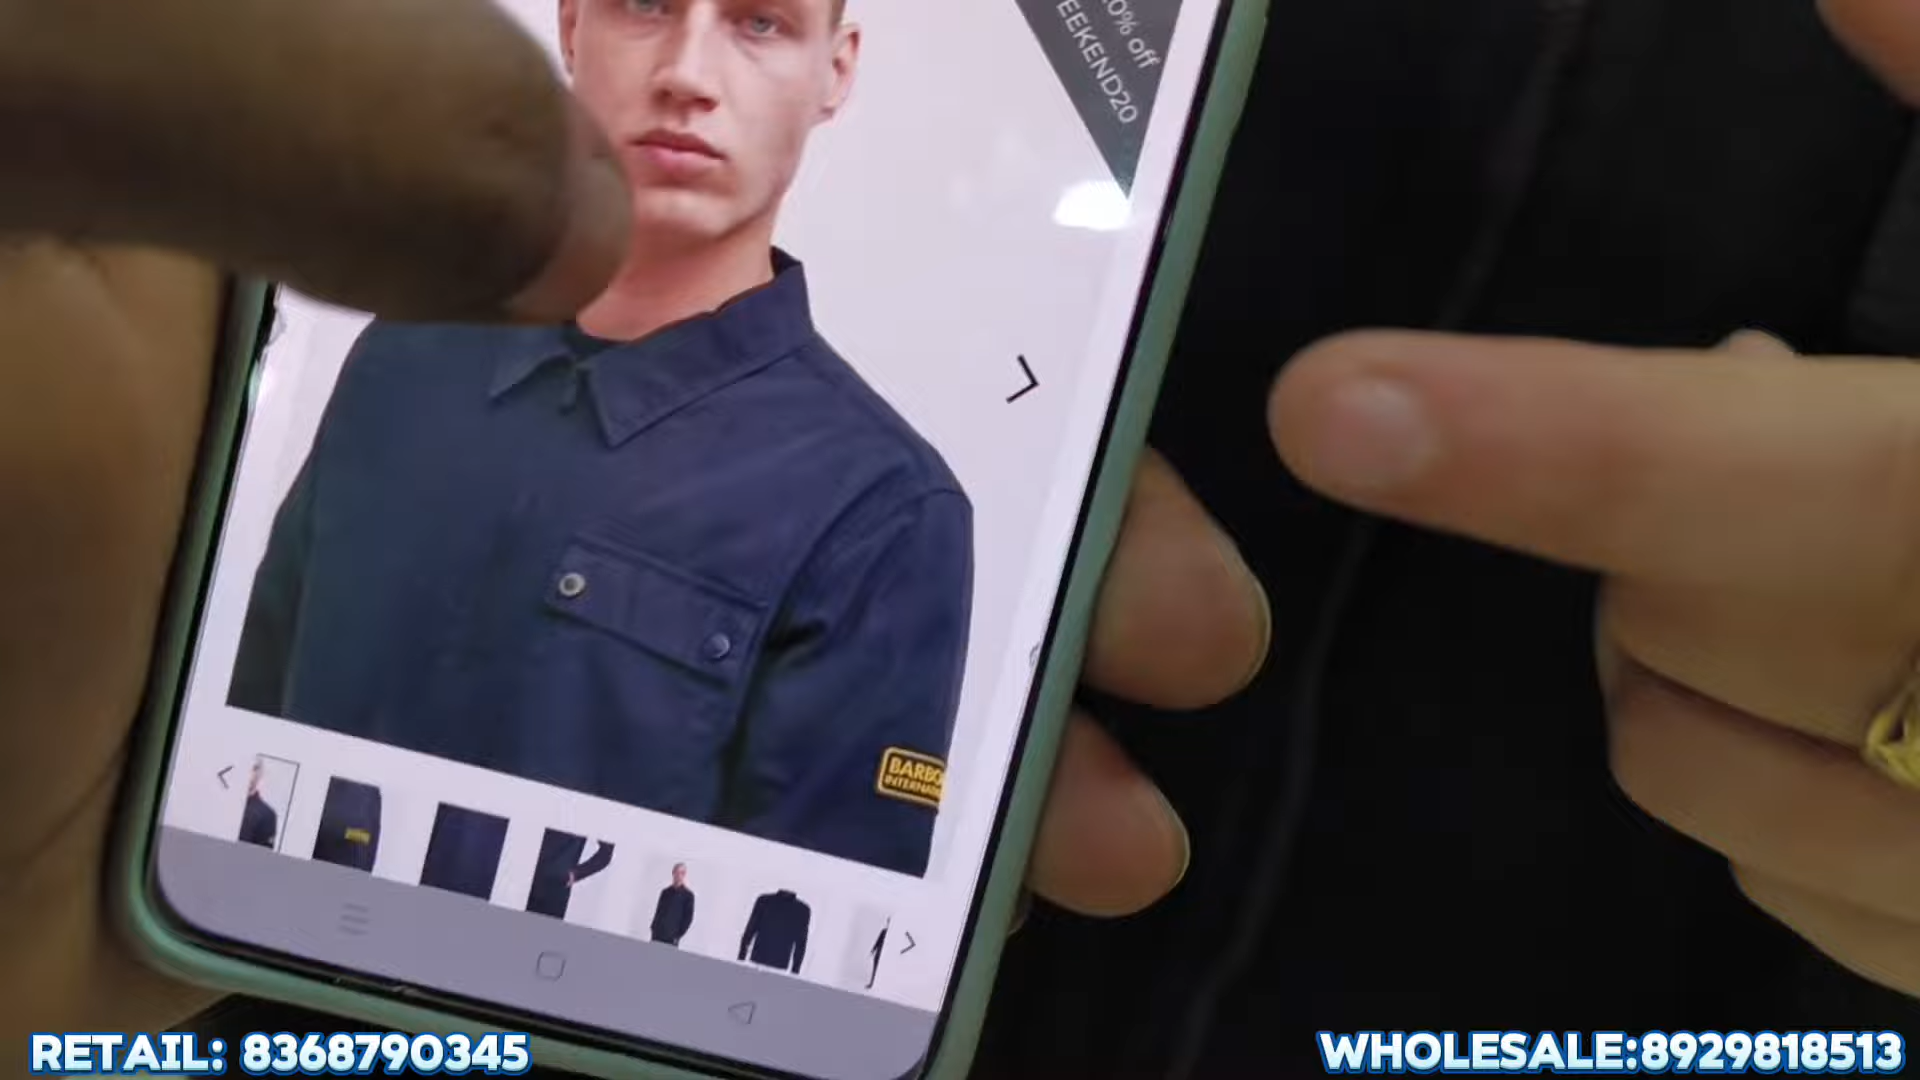 0% off
EEKEND20
BARBO
INTERNATI
RETAIL: 8368790345
WHOLESALE:8929818513